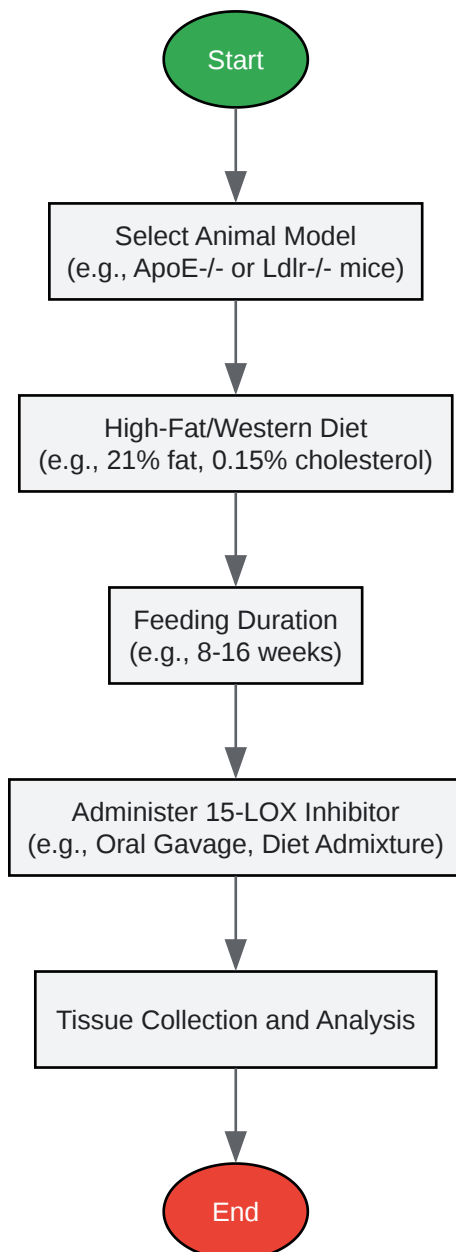 Start
Select Animal Model
(e.g., ApoE-/- or Ldlr-/- mice)
High-Fat/Western Diet
(e.g., 21% fat, 0.15% cholesterol)
Feeding Duration
(e.g., 8-16 weeks)
Administer 15-LOX Inhibitor
(e.g., Oral Gavage, Diet Admixture)
Tissue Collection and Analysis
End